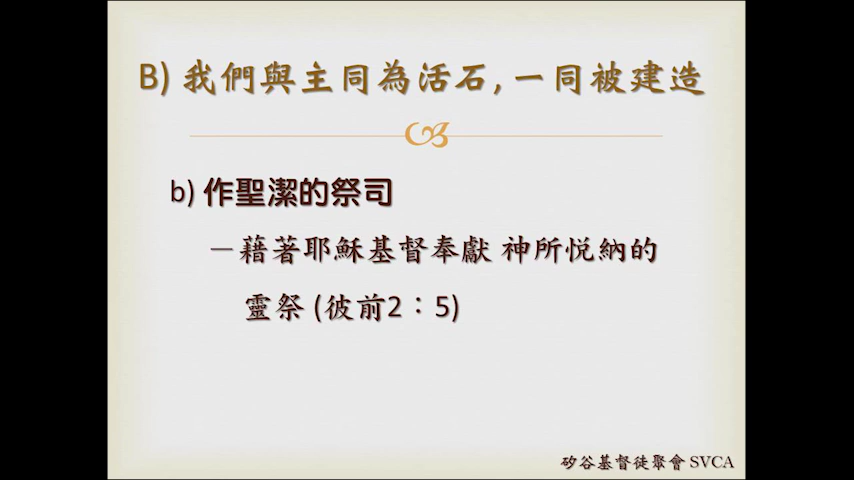 B) 我們與主同為活石, 一同被建造
b) 作聖潔的祭司
－藉著耶穌基督奉獻 神所悅納的
靈祭 (彼前2：5)
矽谷基督徒聚會 SVCA